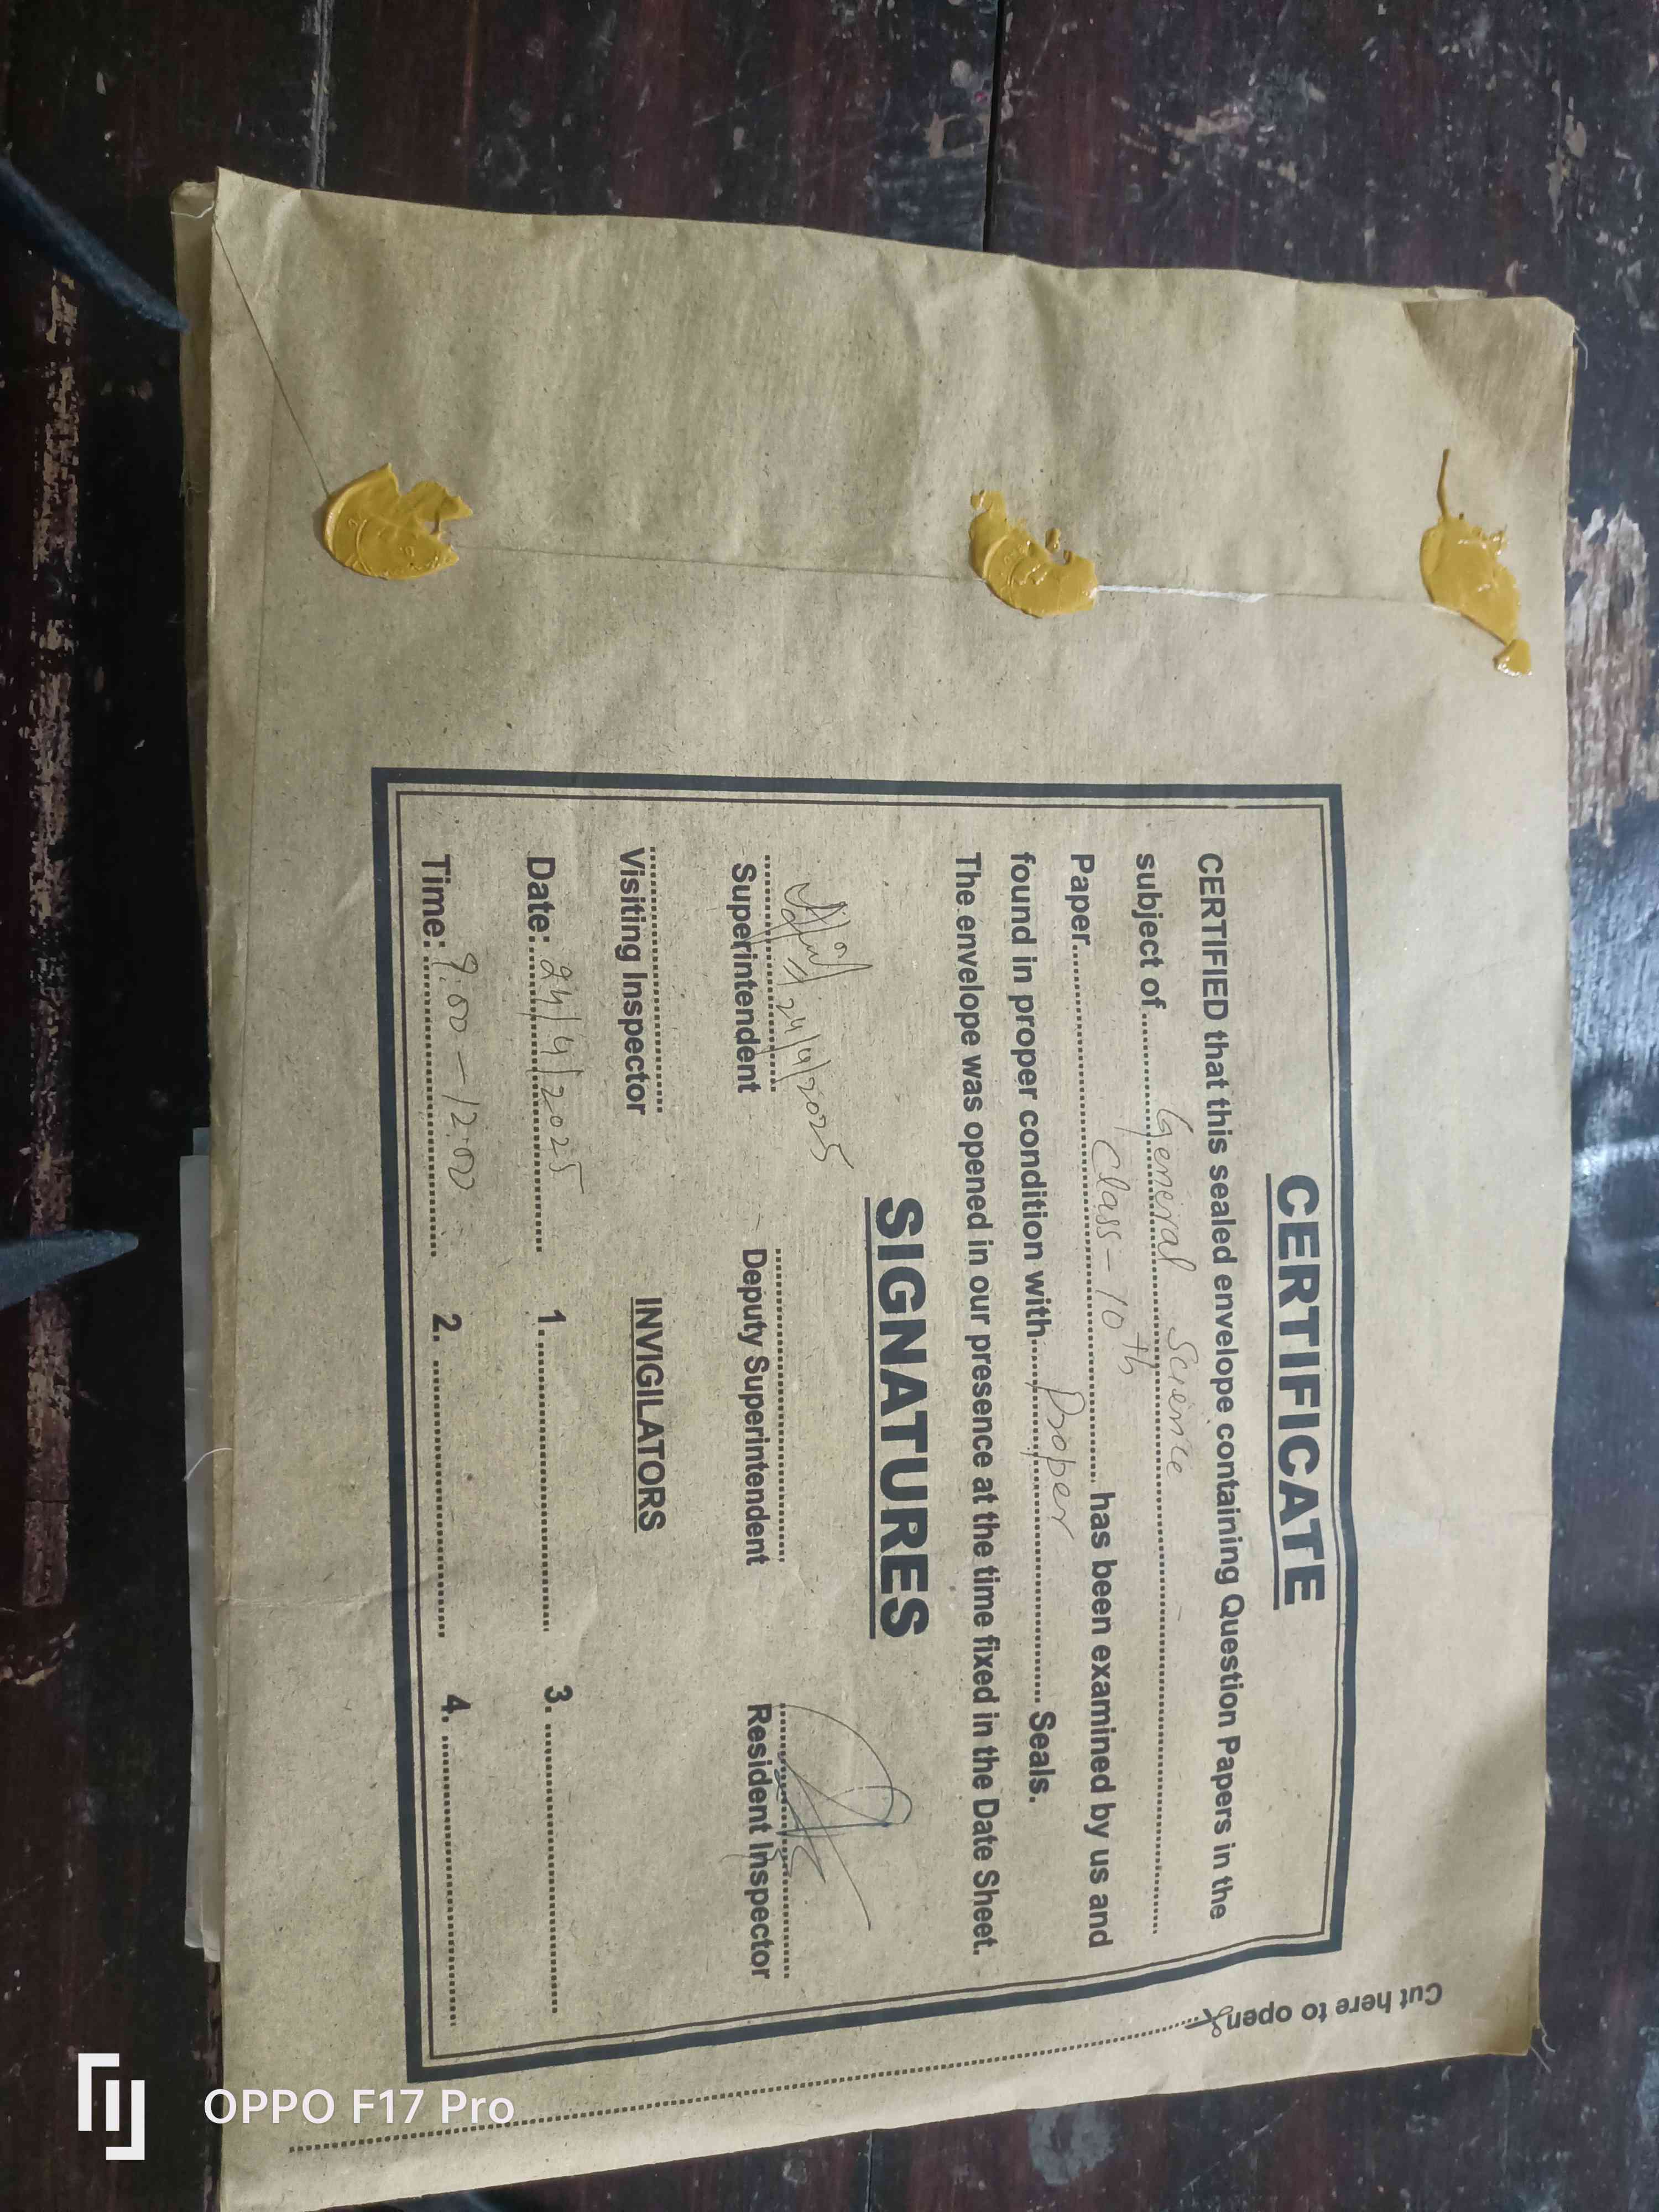 CERTIFICATE
CERTIFIED that this sealed envelope containing Question Papers in the
subject of.......General Science.......
Paper.......Class-10th.......has been examined by us and
found in proper condition with.......Proper.......Seals.
The envelope was opened in our presence at the time fixed in the Date Sheet.
SIGNATURES
24/4/2025
Superintendent Deputy Superintendent Resident Inspector
Visiting Inspector INVIGILATORS
Date:..24/4/2025.. 1.............. 3. ..............
Time:..9:00 - 12:00.. 2. .............. 4. ..............
Cut here to open
OPPO F17 Pro